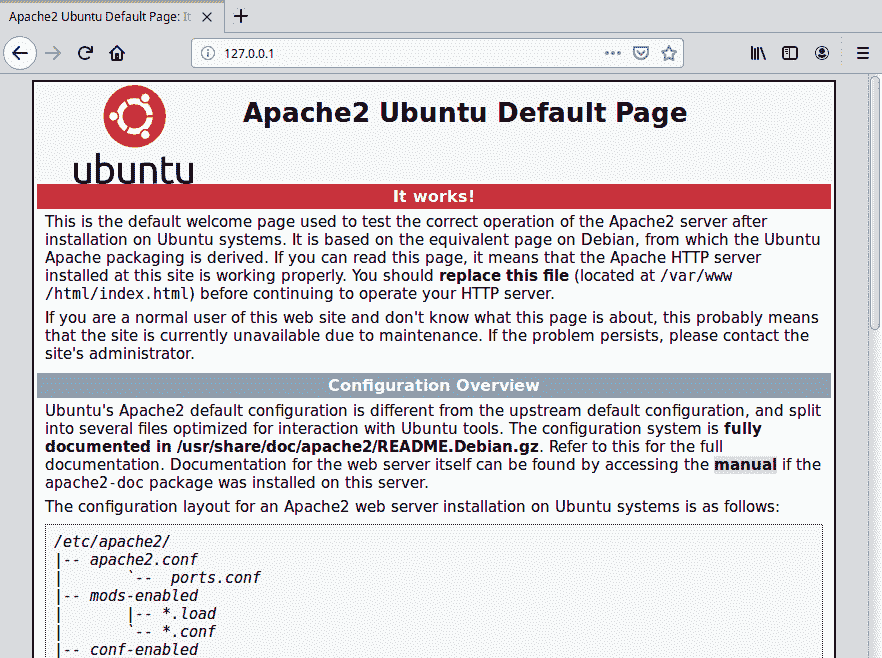 Apache2 Ubuntu Default Page: It
127.0.0.1
Apache2 Ubuntu Default Page
ubuntu
It works!
This is the default welcome page used to test the correct operation of the Apache2 server after
installation on Ubuntu systems. It is based on the equivalent page on Debian, from which the Ubuntu
Apache packaging is derived. If you can read this page, it means that the Apache HTTP server
installed at this site is working properly. You should replace this file (located at /var/www
/html/index.html) before continuing to operate your HTTP server.
If you are a normal user of this web site and don't know what this page is about, this probably means
that the site is currently unavailable due to maintenance. If the problem persists, please contact the
site's administrator.
Configuration Overview
Ubuntu's Apache2 default configuration is different from the upstream default configuration, and split
into several files optimized for interaction with Ubuntu tools. The configuration system is fully
documented in /usr/share/doc/apache2/README.Debian.gz. Refer to this for the full
documentation. Documentation for the web server itself can be found by accessing the manual if the
apache2-doc package was installed on this server.
The configuration layout for an Apache2 web server installation on Ubuntu systems is as follows:
/etc/apache2/
|-- apache2.conf
|       `--  ports.conf
|-- mods-enabled
|       |-- *.load
|       `-- *.conf
|-- conf-enabled